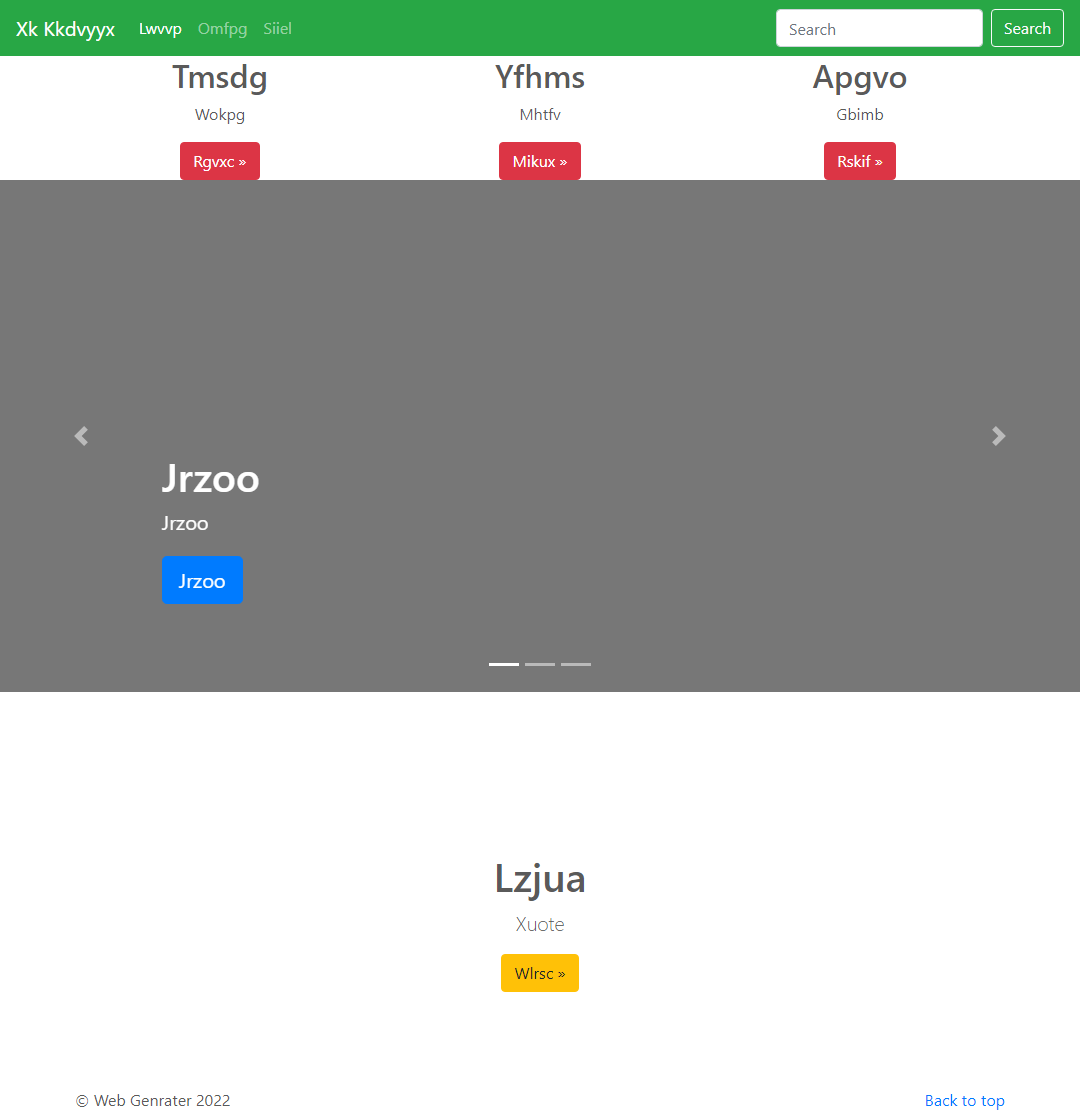 Xk Kkdvyyx Lwvvp Omfpg Siiel Search Search
Tmsdg Yfhms Apgvo
Wokpg Mhtfv Gbimb
Rgvxc » Mikux » Rskif »
Jrzoo
Jrzoo
Jrzoo
Lzjua
Xuote
Wlrsc »
© Web Genrater 2022 Back to top